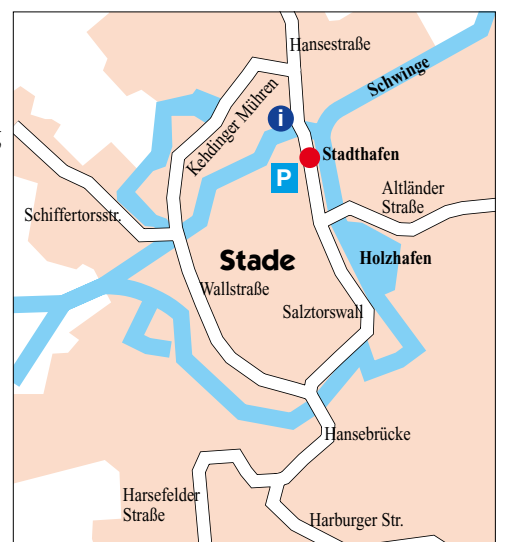 Hansestraße
Schwinge
Kehdinger Mühren
i
Stadthafen
P
Altländer
Straße
Schiffertorsstr.
Stade
Holzhafen
Wallstraße
Salztorswall
Hansebrücke
Harsefelder
Straße
Harburger Str.